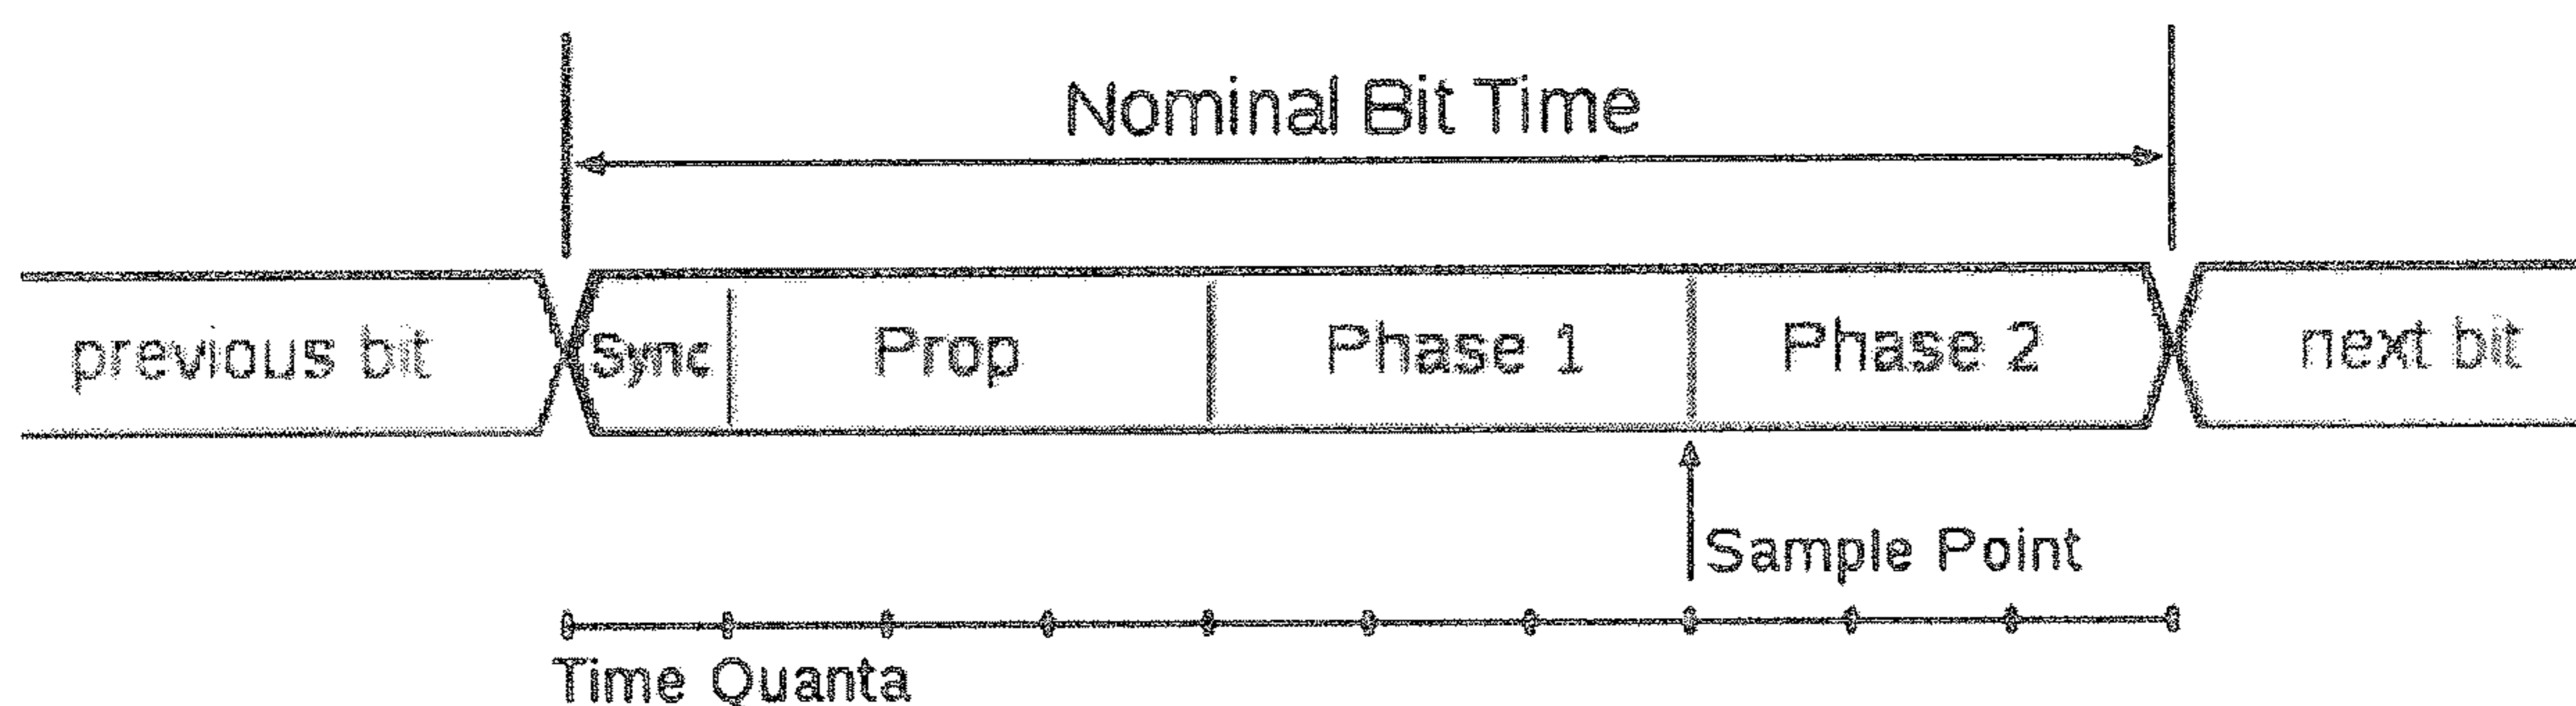 Nominal Bit Time
previous bit Sync Prop Phase 1 Phase 2 next bit
Sample Point
Time Quanta